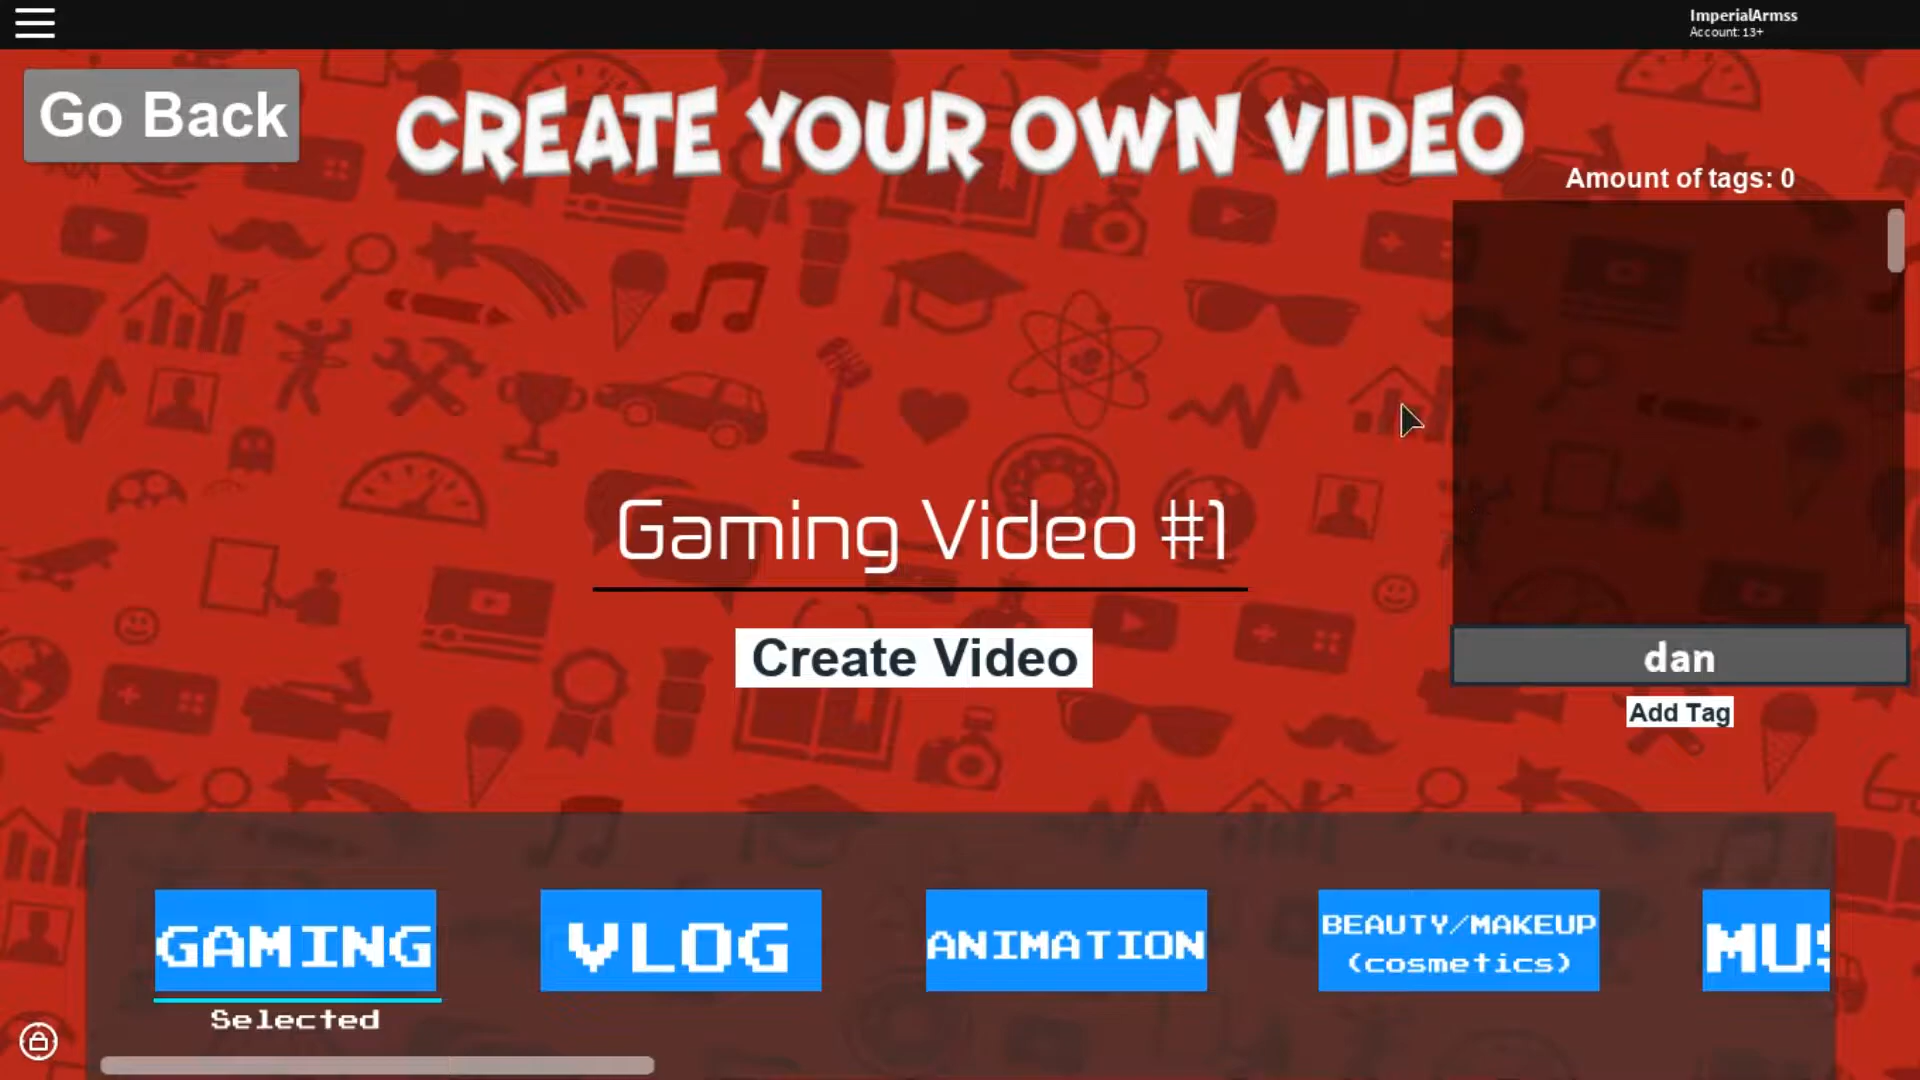 ImperialArmss
Account: 13+
Go Back
CREATE YOUR OWN VIDEO
Amount of tags: 0
Gaming Video #1
Create Video
dan
Add Tag
GAMING
VLOG
ANIMATION
BEAUTY/MAKEUP
(cosmetics)
MUS
Selected